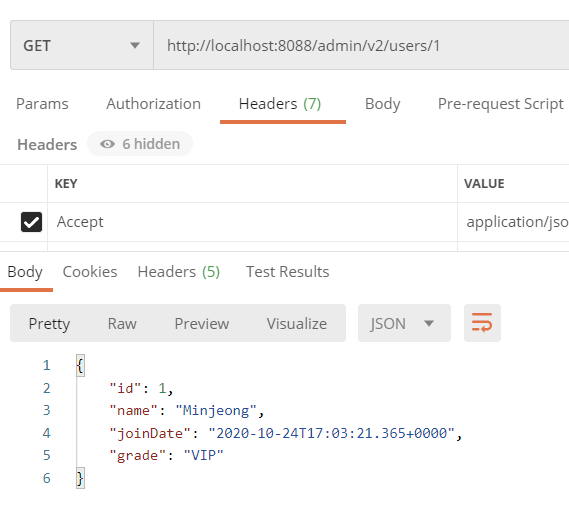 GET http://localhost:8088/admin/v2/users/1
Params Authorization Headers (7) Body Pre-request Script
Headers 6 hidden
KEY VALUE
Accept application/jso
Body Cookies Headers (5) Test Results
Pretty Raw Preview Visualize JSON
1 {
2 "id": 1,
3 "name": "Minjeong",
4 "joinDate": "2020-10-24T17:03:21.365+0000",
5 "grade": "VIP"
6 }